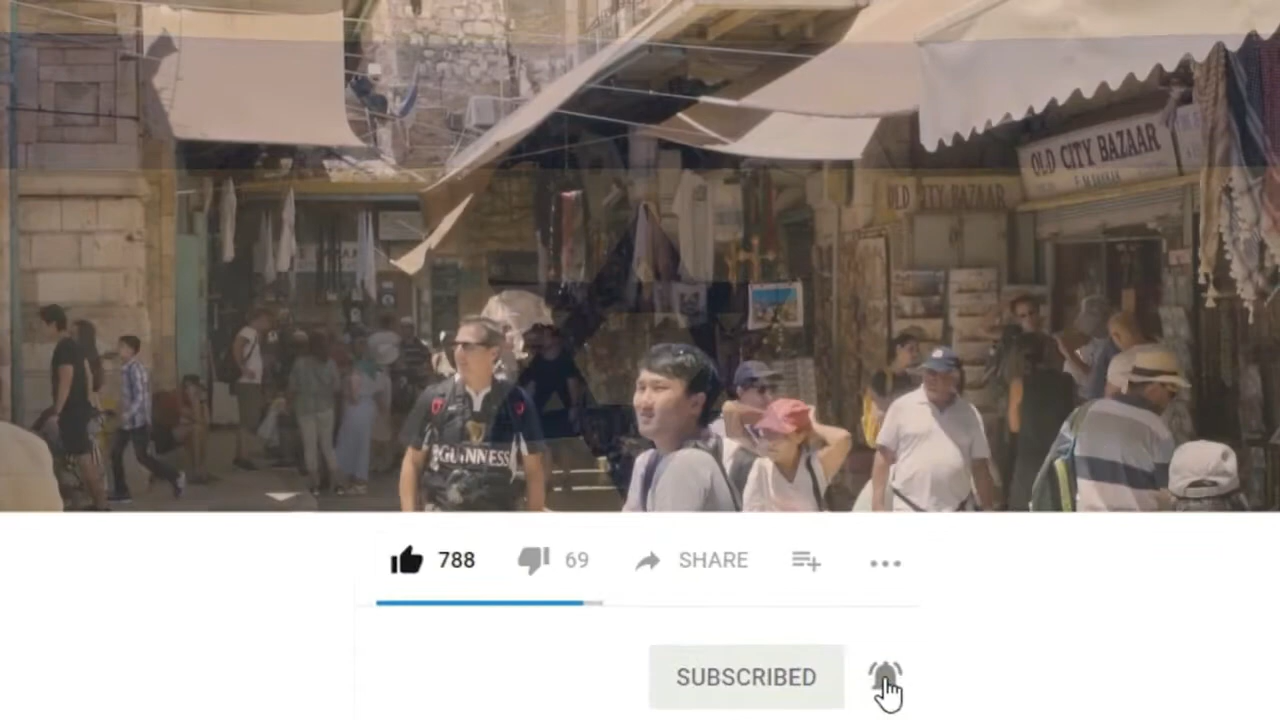 OLD CITY BAZAAR
OLD CITY BAZAAR
GUINNESS
788
69
SHARE
SUBSCRIBED